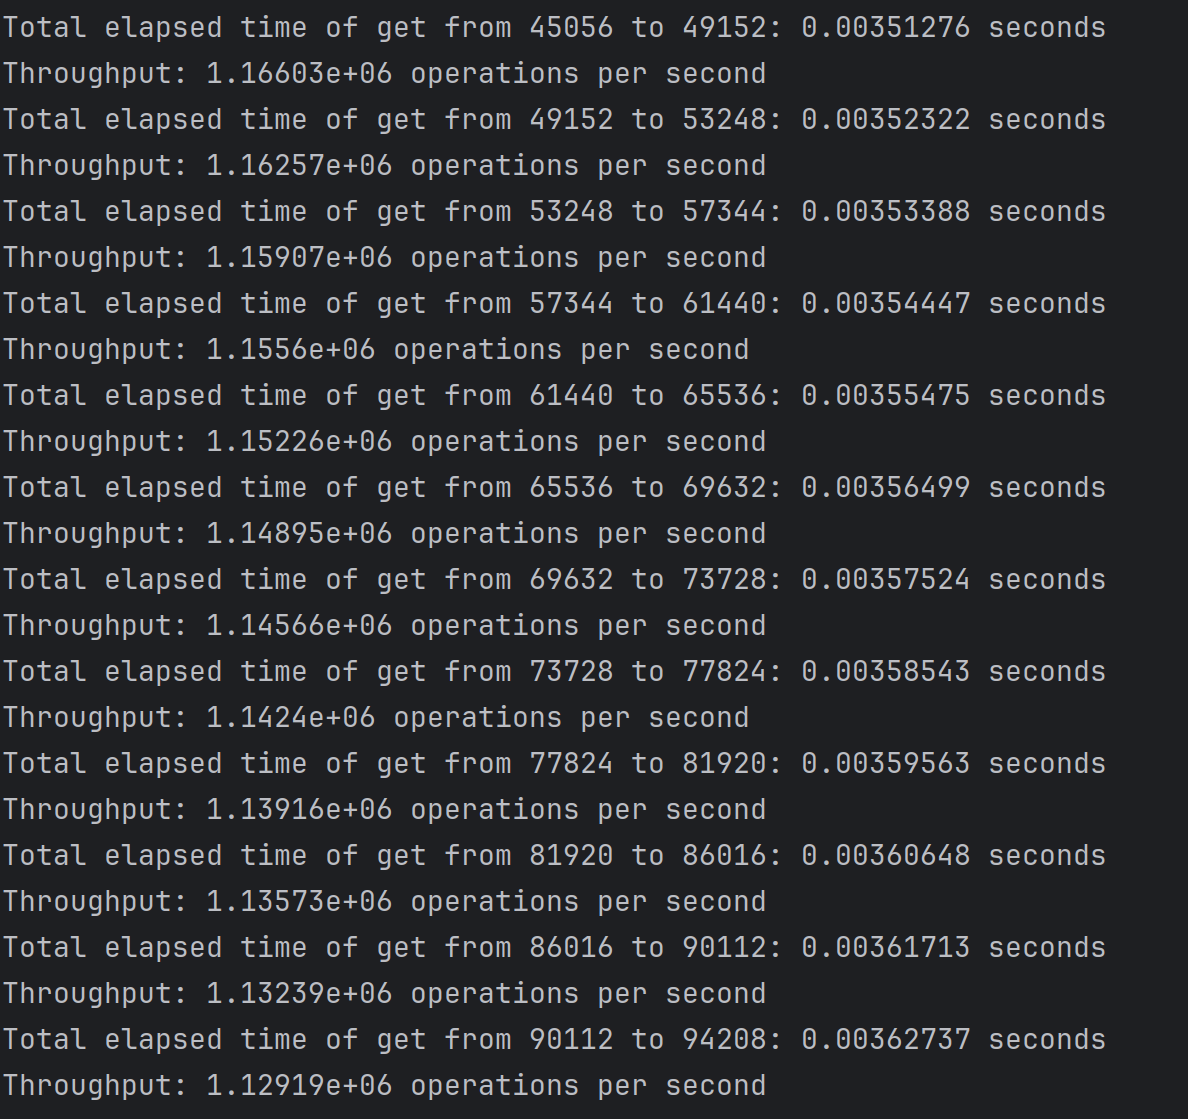 Total elapsed time of get from 45056 to 49152: 0.00351276 seconds
Throughput: 1.16603e+06 operations per second
Total elapsed time of get from 49152 to 53248: 0.00352322 seconds
Throughput: 1.16257e+06 operations per second
Total elapsed time of get from 53248 to 57344: 0.00353388 seconds
Throughput: 1.15907e+06 operations per second
Total elapsed time of get from 57344 to 61440: 0.00354447 seconds
Throughput: 1.1556e+06 operations per second
Total elapsed time of get from 61440 to 65536: 0.00355475 seconds
Throughput: 1.15226e+06 operations per second
Total elapsed time of get from 65536 to 69632: 0.00356499 seconds
Throughput: 1.14895e+06 operations per second
Total elapsed time of get from 69632 to 73728: 0.00357524 seconds
Throughput: 1.14566e+06 operations per second
Total elapsed time of get from 73728 to 77824: 0.00358543 seconds
Throughput: 1.1424e+06 operations per second
Total elapsed time of get from 77824 to 81920: 0.00359563 seconds
Throughput: 1.13916e+06 operations per second
Total elapsed time of get from 81920 to 86016: 0.00360648 seconds
Throughput: 1.13573e+06 operations per second
Total elapsed time of get from 86016 to 90112: 0.00361713 seconds
Throughput: 1.13239e+06 operations per second
Total elapsed time of get from 90112 to 94208: 0.00362737 seconds
Throughput: 1.12919e+06 operations per second